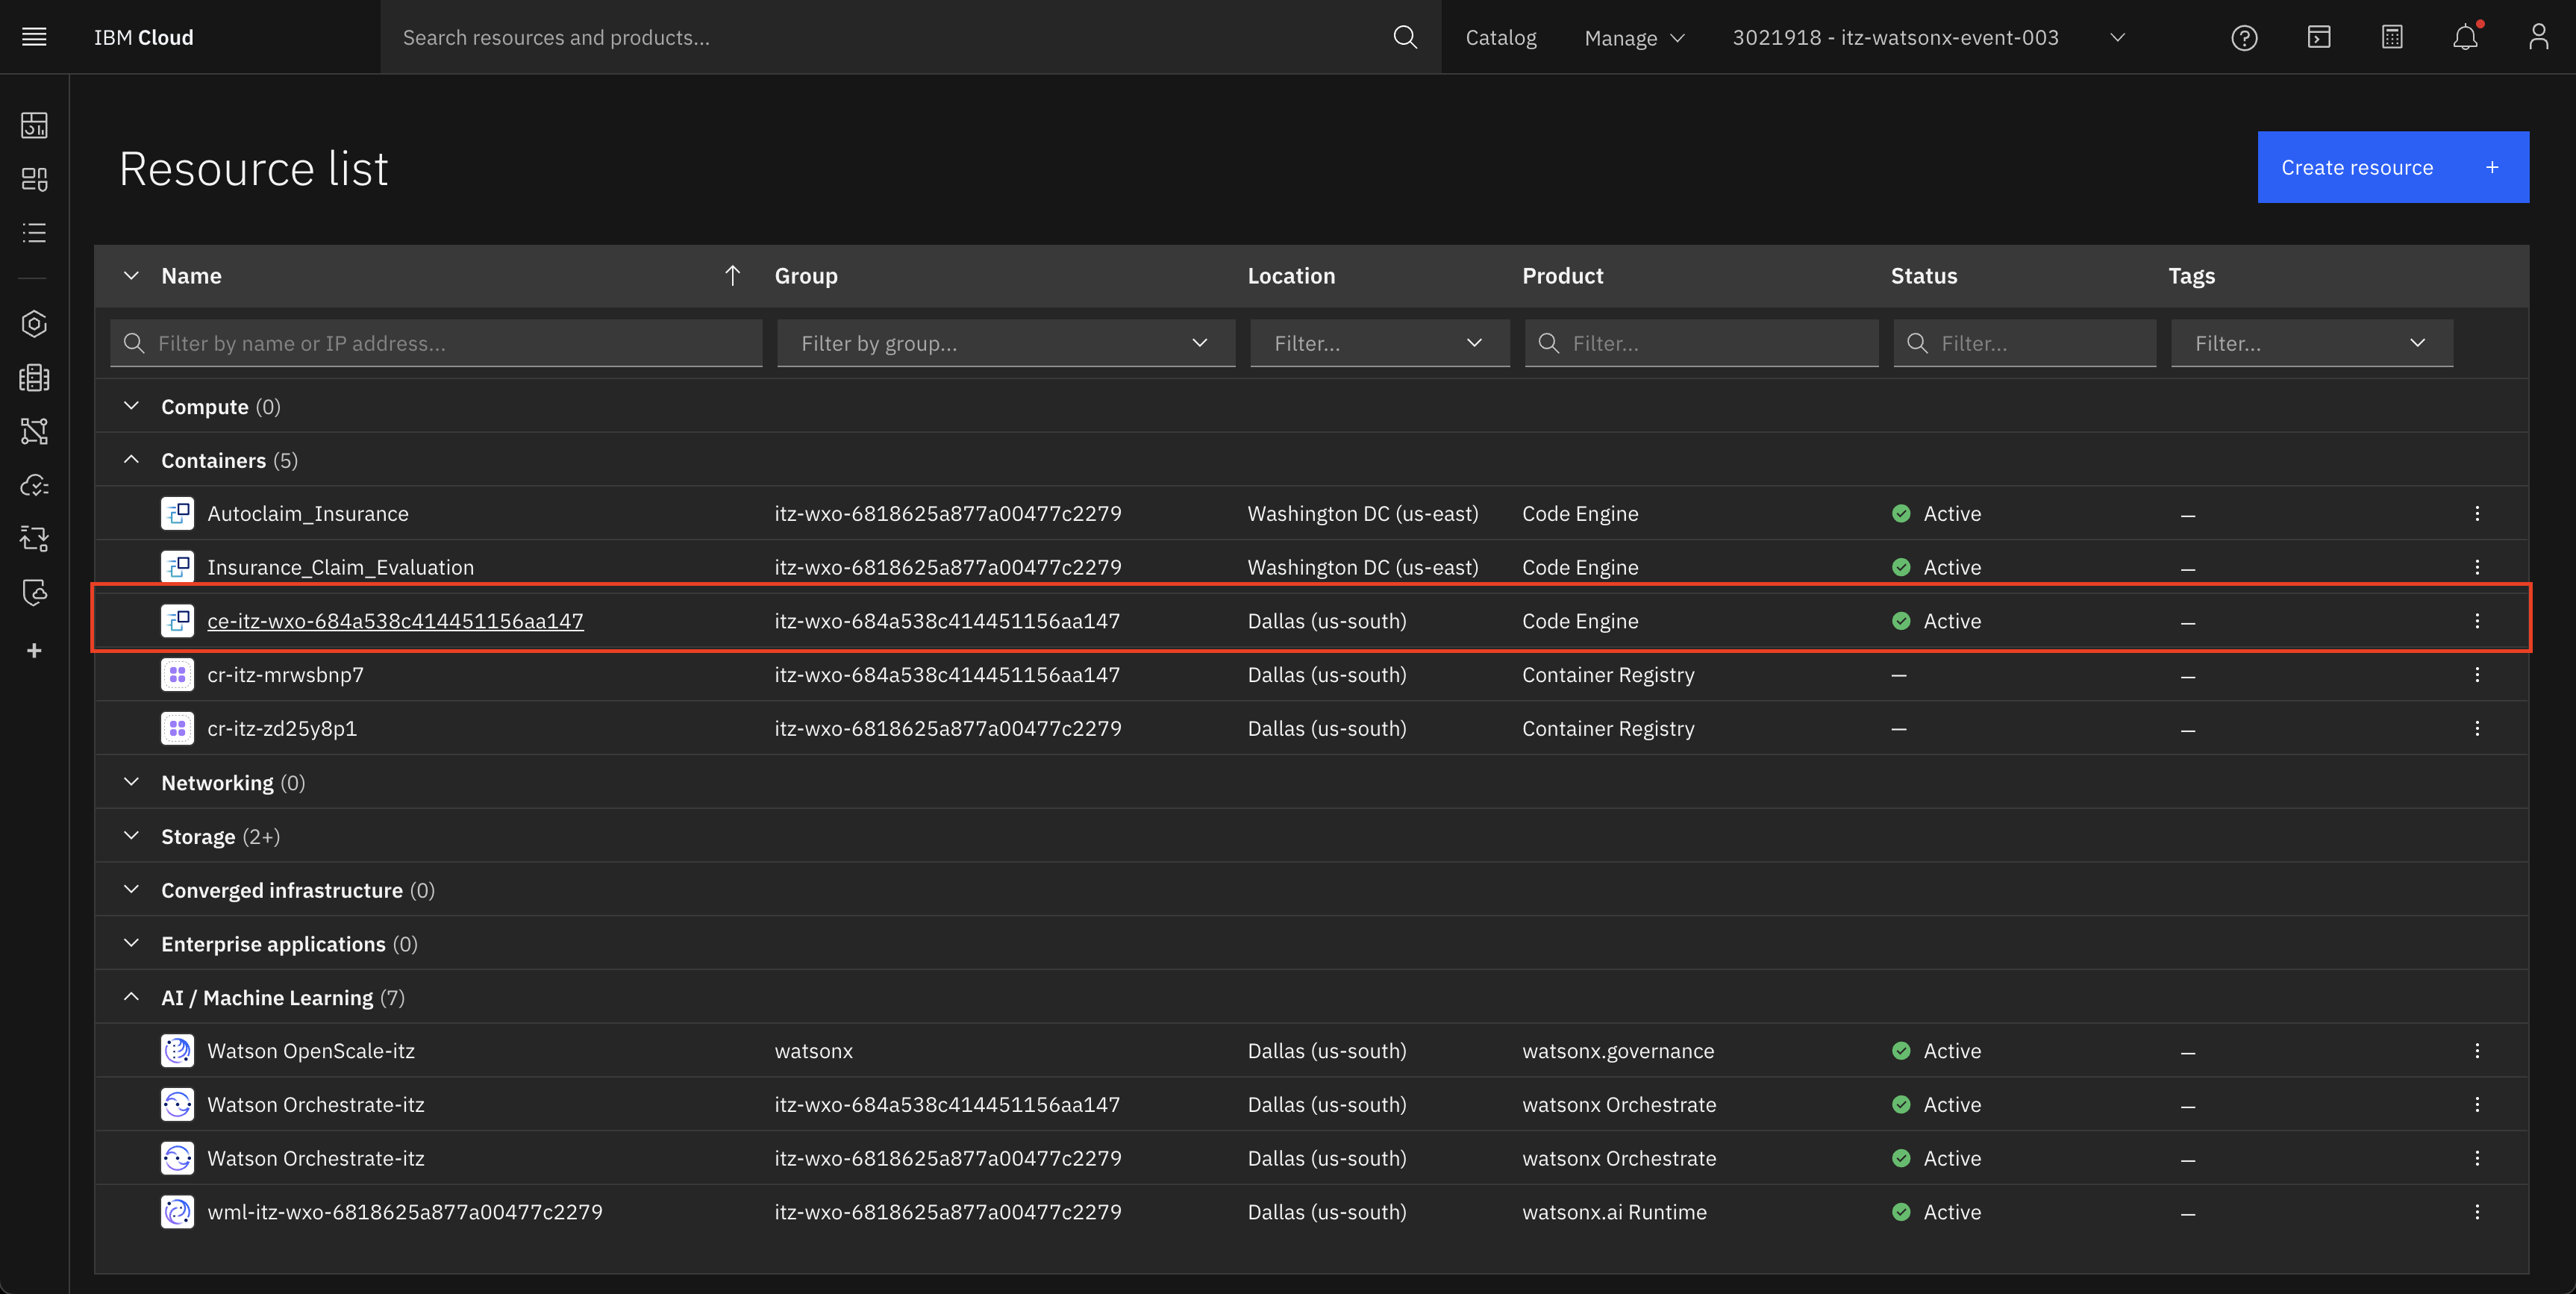 IBM Cloud Search resources and products... Catalog Manage 3021918 - itz-watsonx-event-003
Resource list Create resource +
Name Group Location Product Status Tags
Filter by name or IP address... Filter by group... Filter... Filter... Filter... Filter...
Compute (0)
Containers (5)
Autoclaim_Insurance itz-wxo-6818625a877a00477c2279 Washington DC (us-east) Code Engine Active –
Insurance_Claim_Evaluation itz-wxo-6818625a877a00477c2279 Washington DC (us-east) Code Engine Active –
ce-itz-wxo-684a538c414451156aa147 itz-wxo-684a538c414451156aa147 Dallas (us-south) Code Engine Active –
cr-itz-mrwsbnp7 itz-wxo-684a538c414451156aa147 Dallas (us-south) Container Registry – –
cr-itz-zd25y8p1 itz-wxo-6818625a877a00477c2279 Dallas (us-south) Container Registry – –
Networking (0)
Storage (2+)
Converged infrastructure (0)
Enterprise applications (0)
AI / Machine Learning (7)
Watson OpenScale-itz watsonx Dallas (us-south) watsonx.governance Active –
Watson Orchestrate-itz itz-wxo-684a538c414451156aa147 Dallas (us-south) watsonx Orchestrate Active –
Watson Orchestrate-itz itz-wxo-6818625a877a00477c2279 Dallas (us-south) watsonx Orchestrate Active –
wml-itz-wxo-6818625a877a00477c2279 itz-wxo-6818625a877a00477c2279 Dallas (us-south) watsonx.ai Runtime Active –